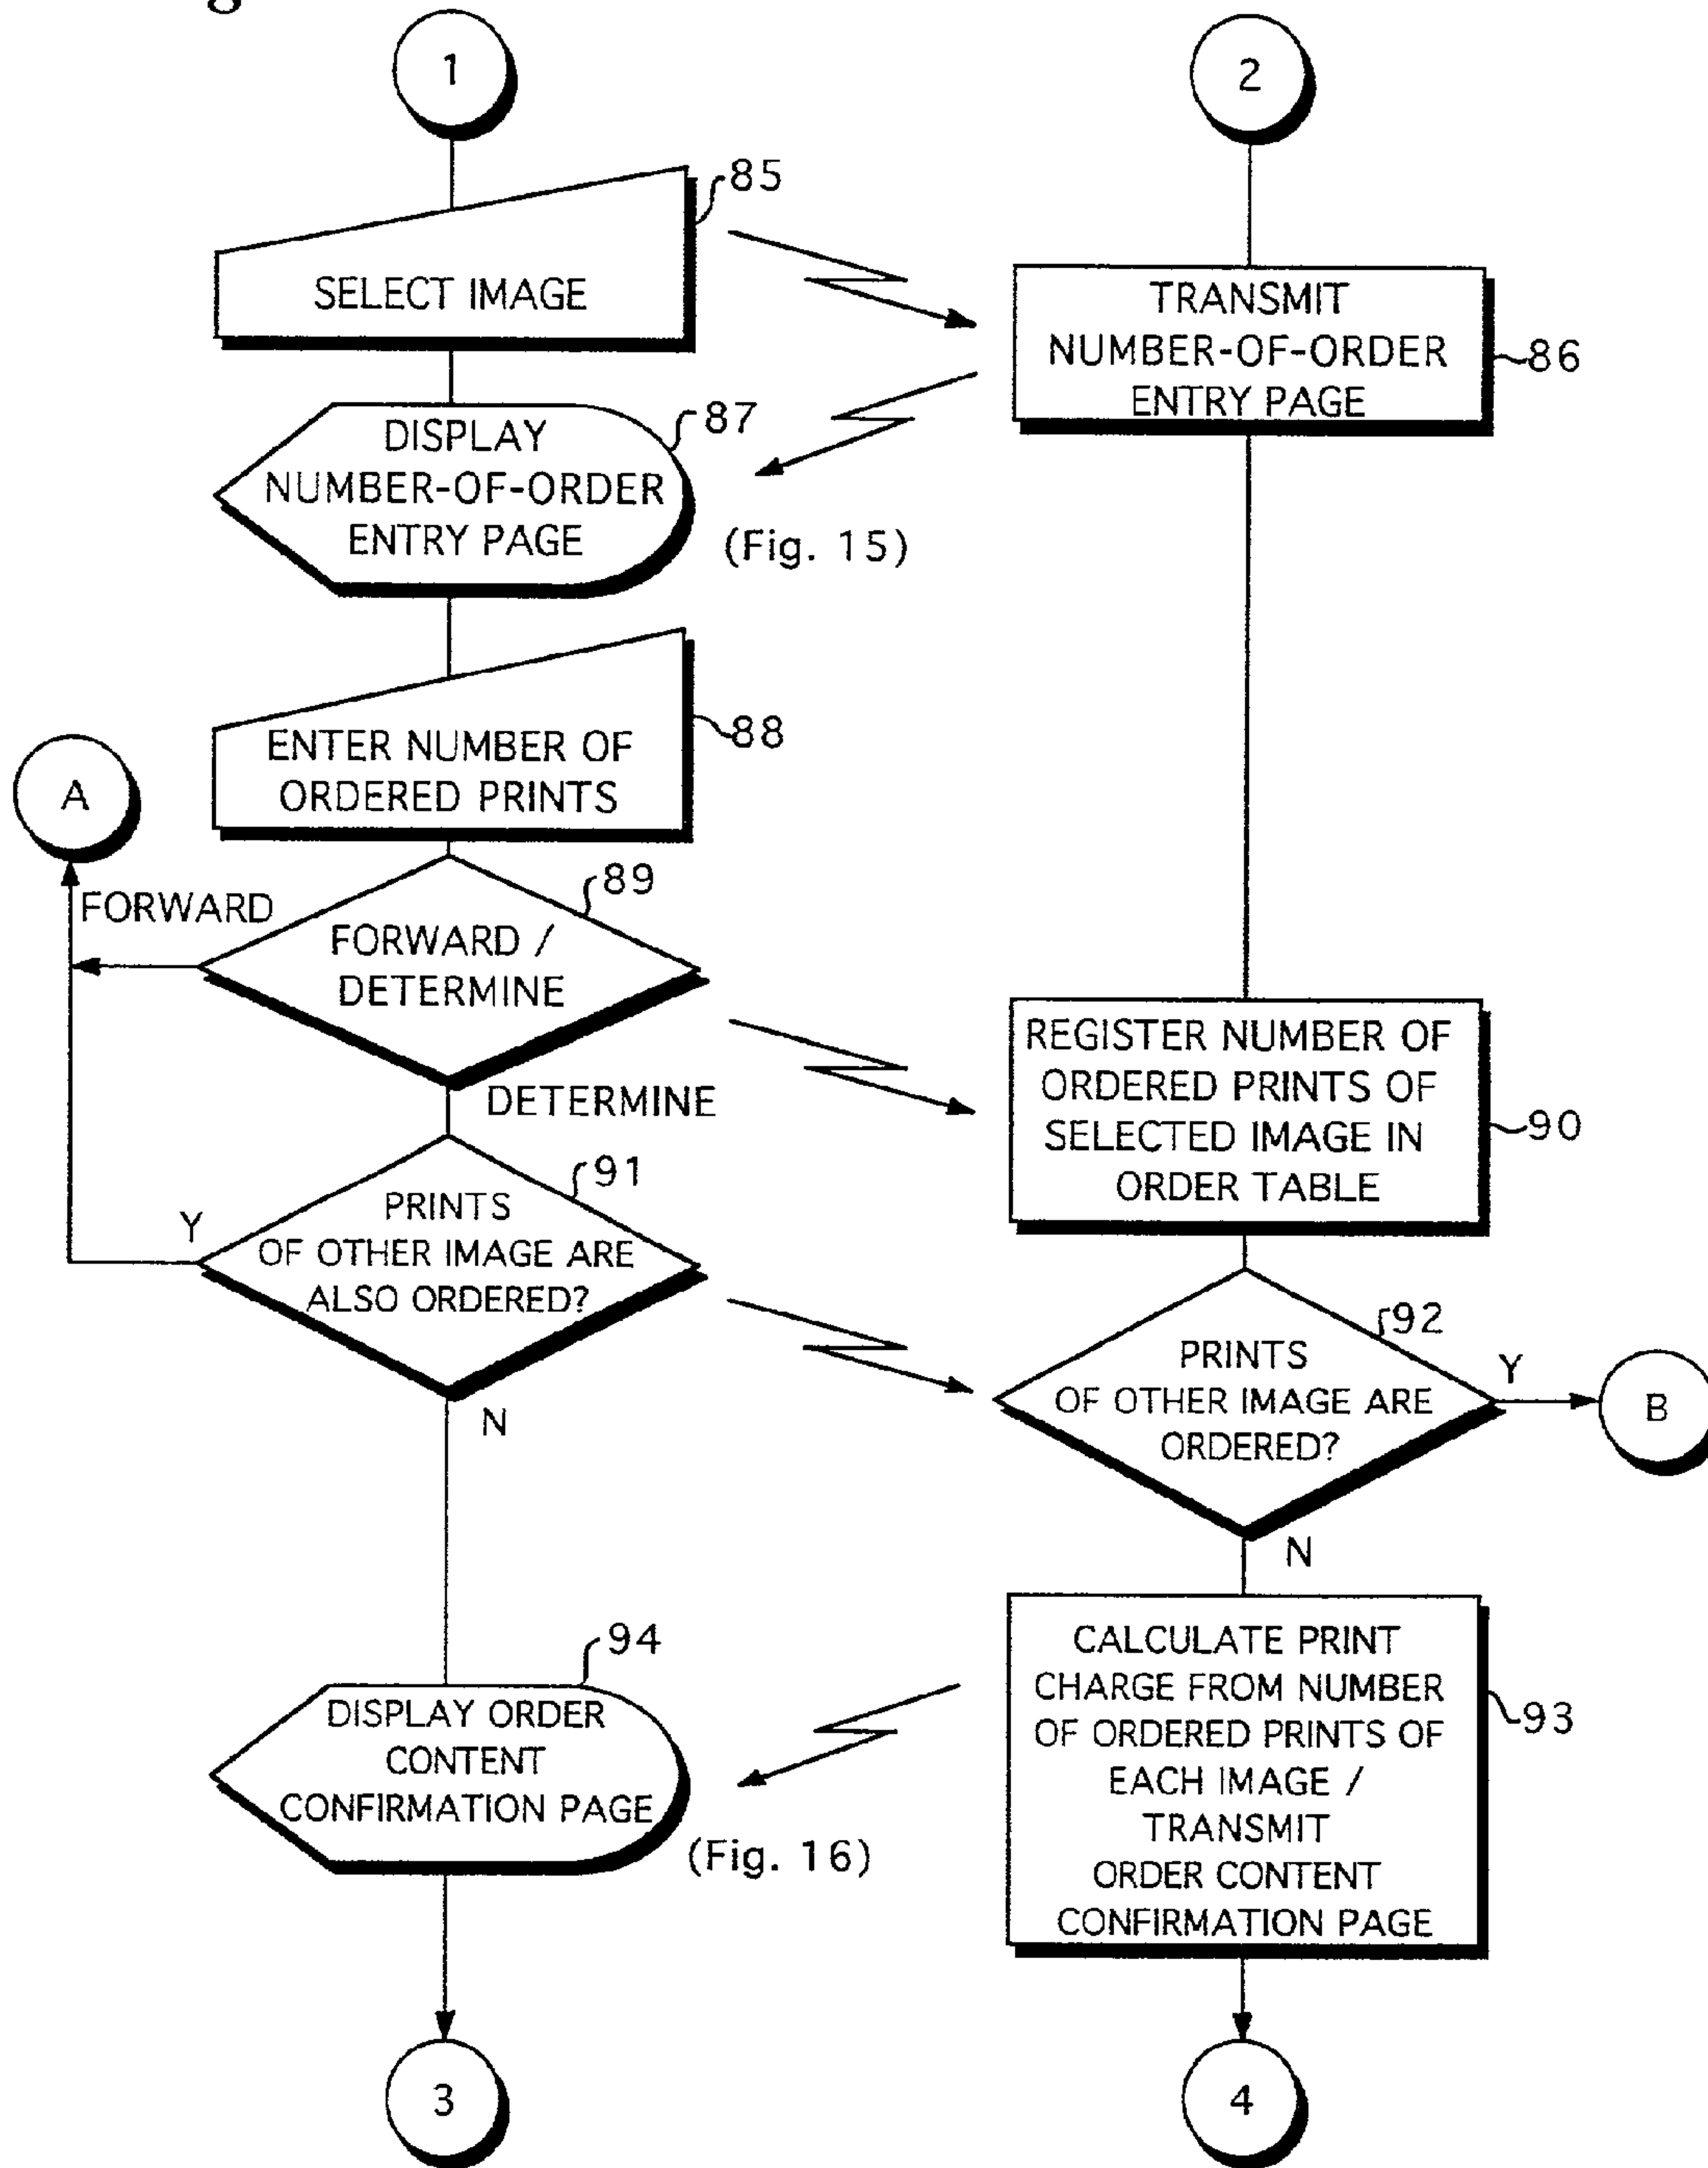 1
2
85
SELECT IMAGE
TRANSMIT
NUMBER-OF-ORDER
ENTRY PAGE
86
87
DISPLAY
NUMBER-OF-ORDER
ENTRY PAGE
(Fig. 15)
88
ENTER NUMBER OF
ORDERED PRINTS
A
FORWARD
89
FORWARD /
DETERMINE
DETERMINE
REGISTER NUMBER OF
ORDERED PRINTS OF
SELECTED IMAGE IN
ORDER TABLE
90
91
Y
PRINTS
OF OTHER IMAGE ARE
ALSO ORDERED?
N
92
PRINTS
OF OTHER IMAGE ARE
ORDERED?
Y
B
N
94
DISPLAY ORDER
CONTENT
CONFIRMATION PAGE
(Fig. 16)
CALCULATE PRINT
CHARGE FROM NUMBER
OF ORDERED PRINTS OF
EACH IMAGE /
TRANSMIT
ORDER CONTENT
CONFIRMATION PAGE
93
3
4